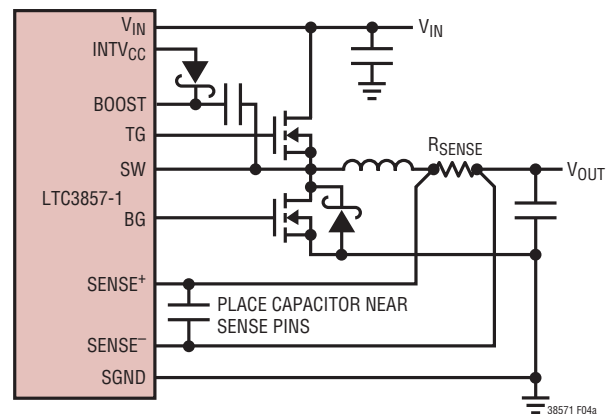 VIN
VIN
INTVCC
BOOST
TG
RSENSE
SW
VOUT
LTC3857-1
BG
SENSE+
PLACE CAPACITOR NEAR
SENSE PINS
SENSE–
SGND
38571 F04a